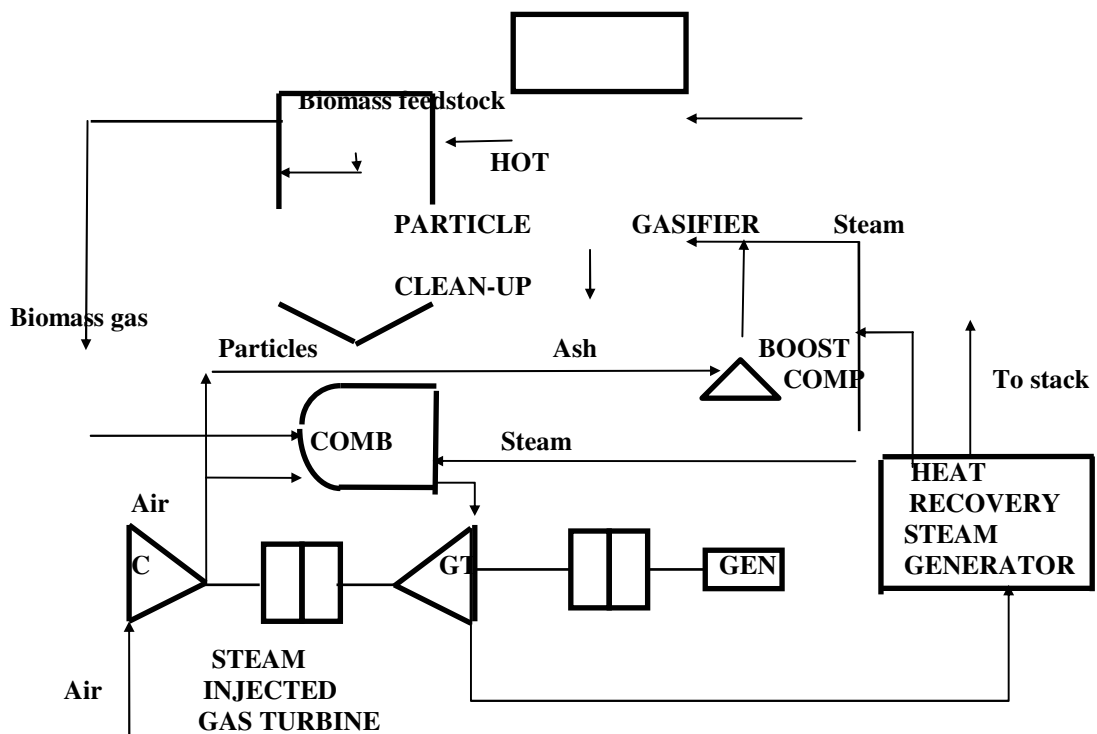 Biomass feedstock
HOT
PARTICLE GASIFIER Steam
CLEAN-UP
Biomass gas
Particles Ash BOOST
COMP To stack
COMB Steam
HEAT
RECOVERY
STEAM
GENERATOR
Air
C GT GEN
STEAM
INJECTED
GAS TURBINE
Air